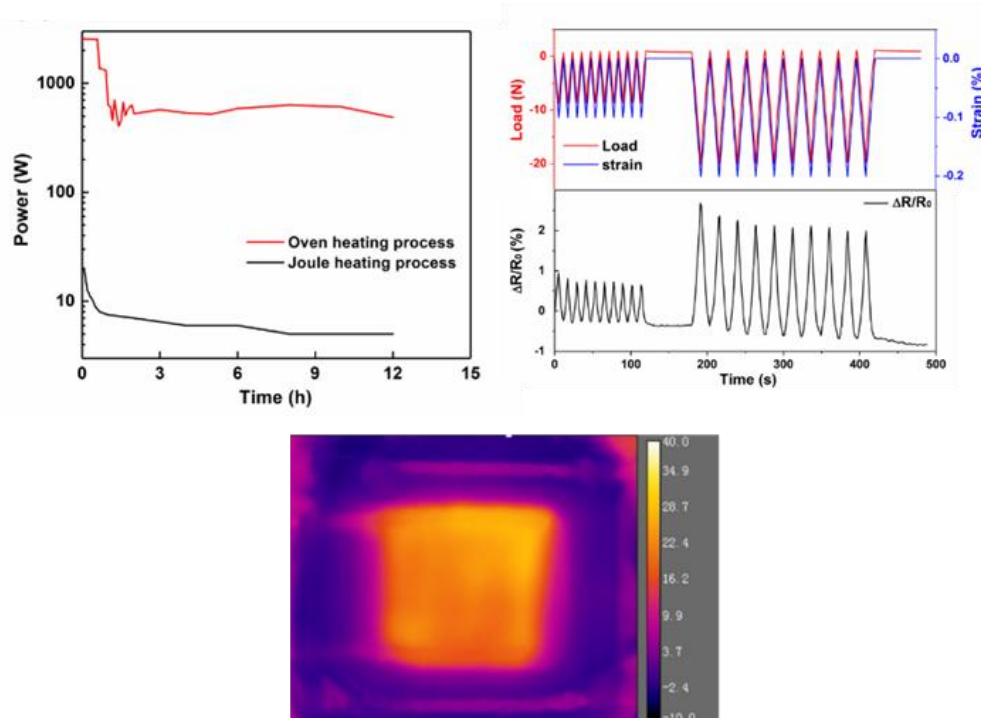 1000
100
10
Power (W)
Oven heating process
Joule heating process
0 3 6 9 12 15
Time (h)
0
-10
-20
Load (N)
Load
strain
0.0
-0.1
-0.2
Strain (%)
2
1
0
-1
ΔR/R₀ (%)
ΔR/R₀
0 100 200 300 400 500
Time (s)
40.0
34.9
28.7
22.4
16.2
9.9
3.7
-2.4